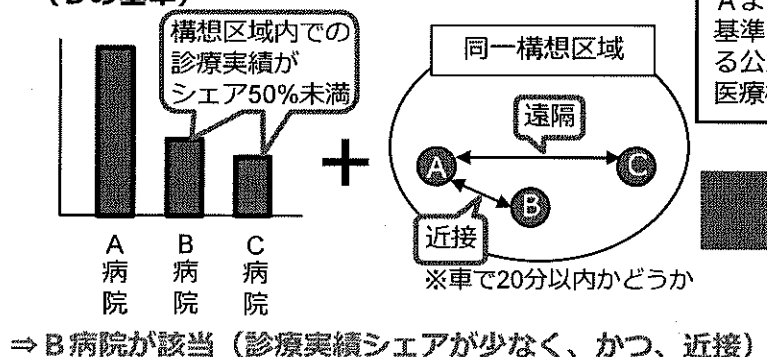 構想区域内での
診療実績が
シェア50%未満
A
病
院
B
病
院
C
病
院
同一構想区域
遠隔
A
C
B
近接
※車で20分以内かどうか
基準
る公
医療
⇒B病院が該当（診療実績シェアが少なく、かつ、近接）